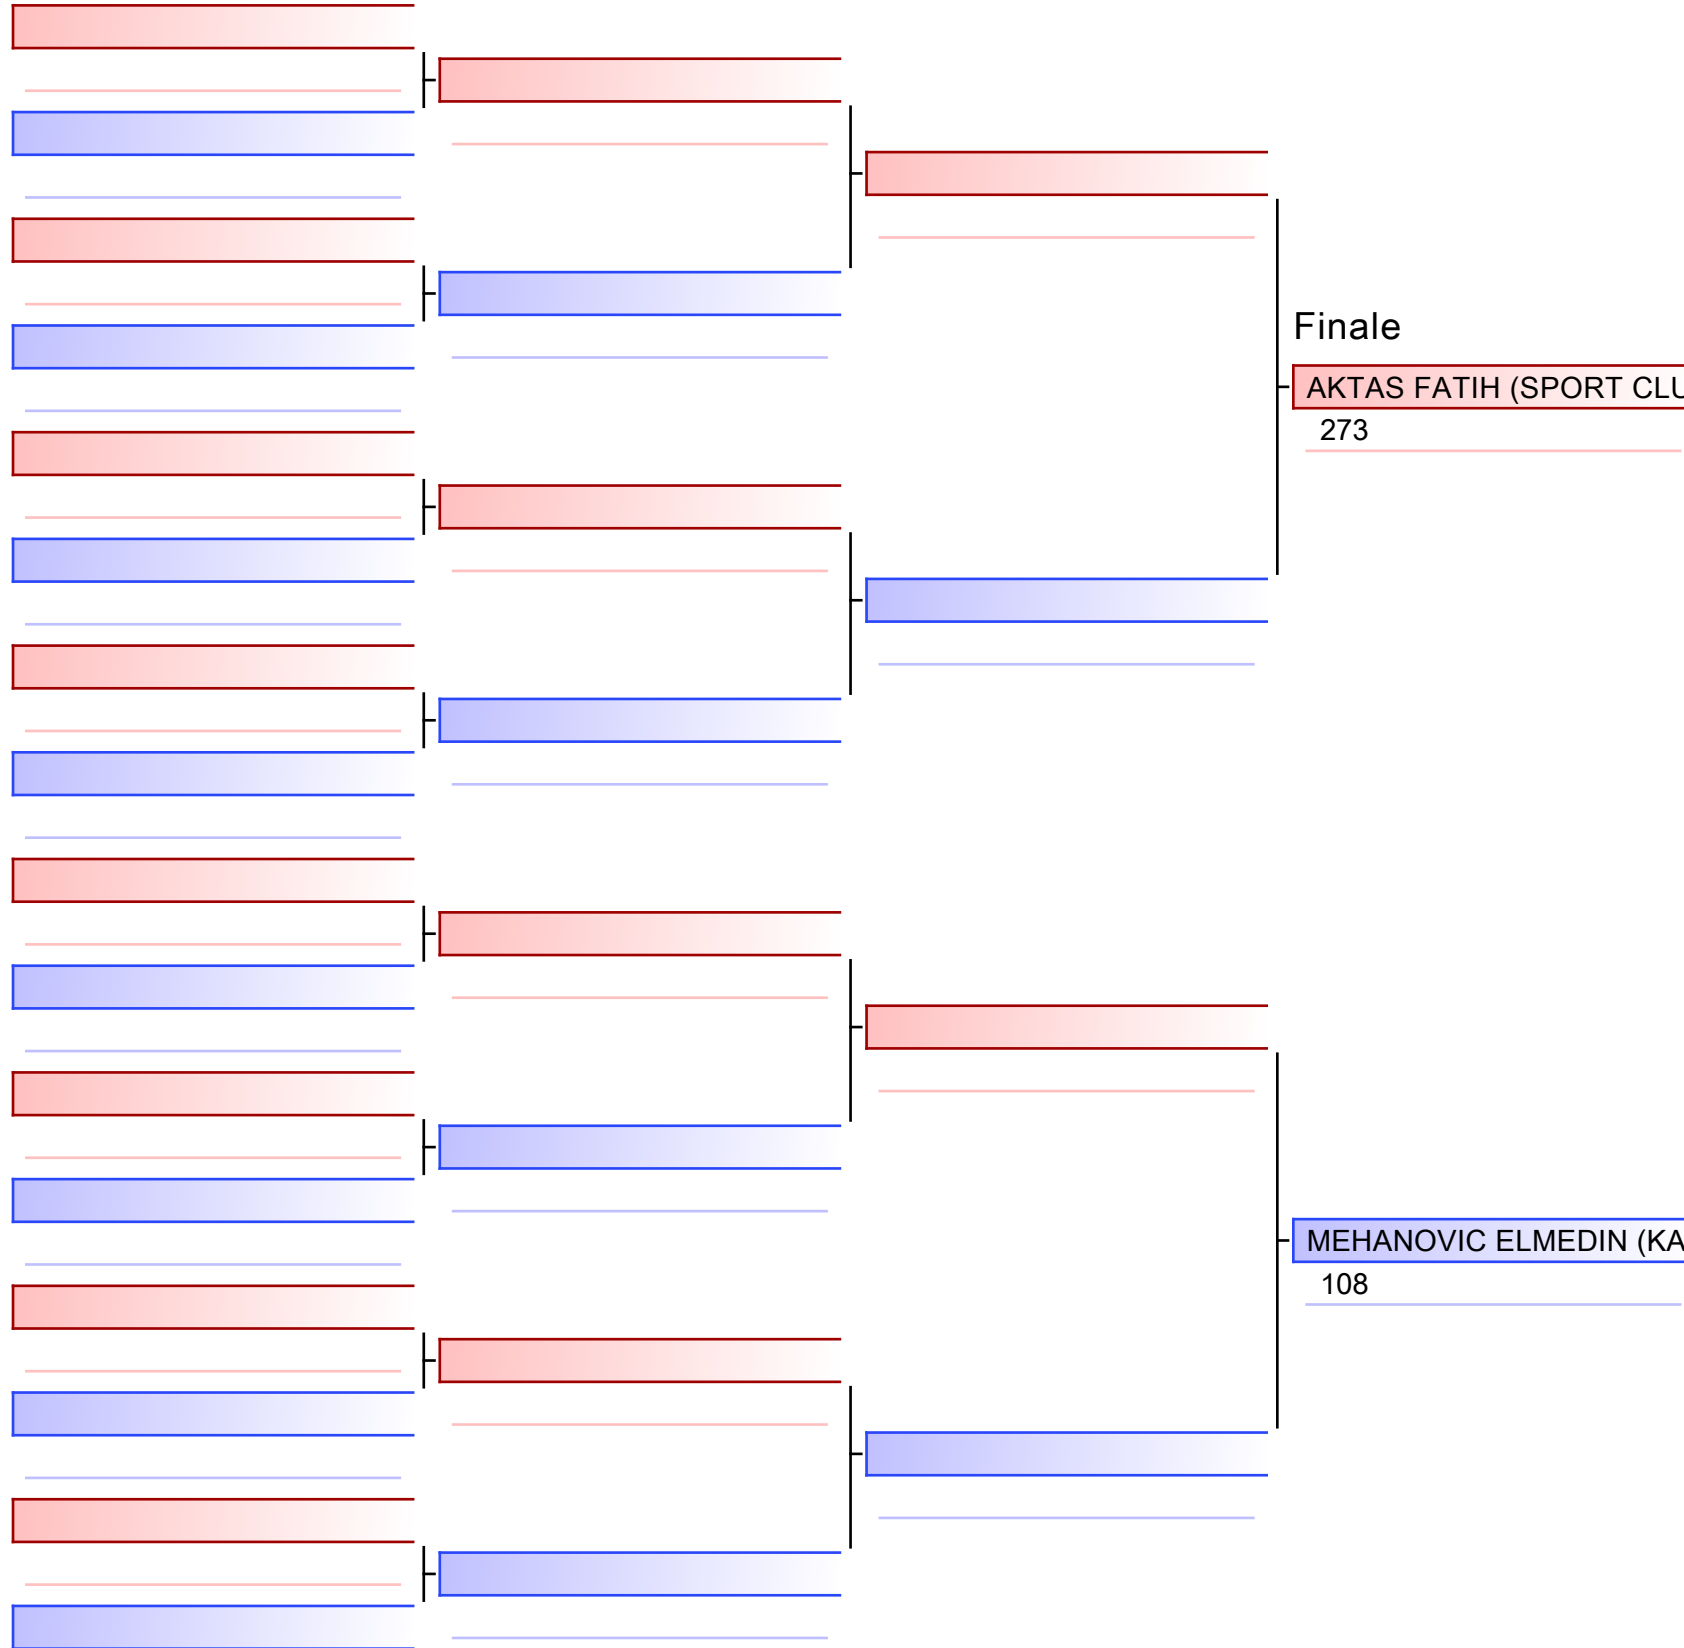 Finale
AKTAS FATIH (SPORT CLU
273
MEHANOVIC ELMEDIN (KA
108